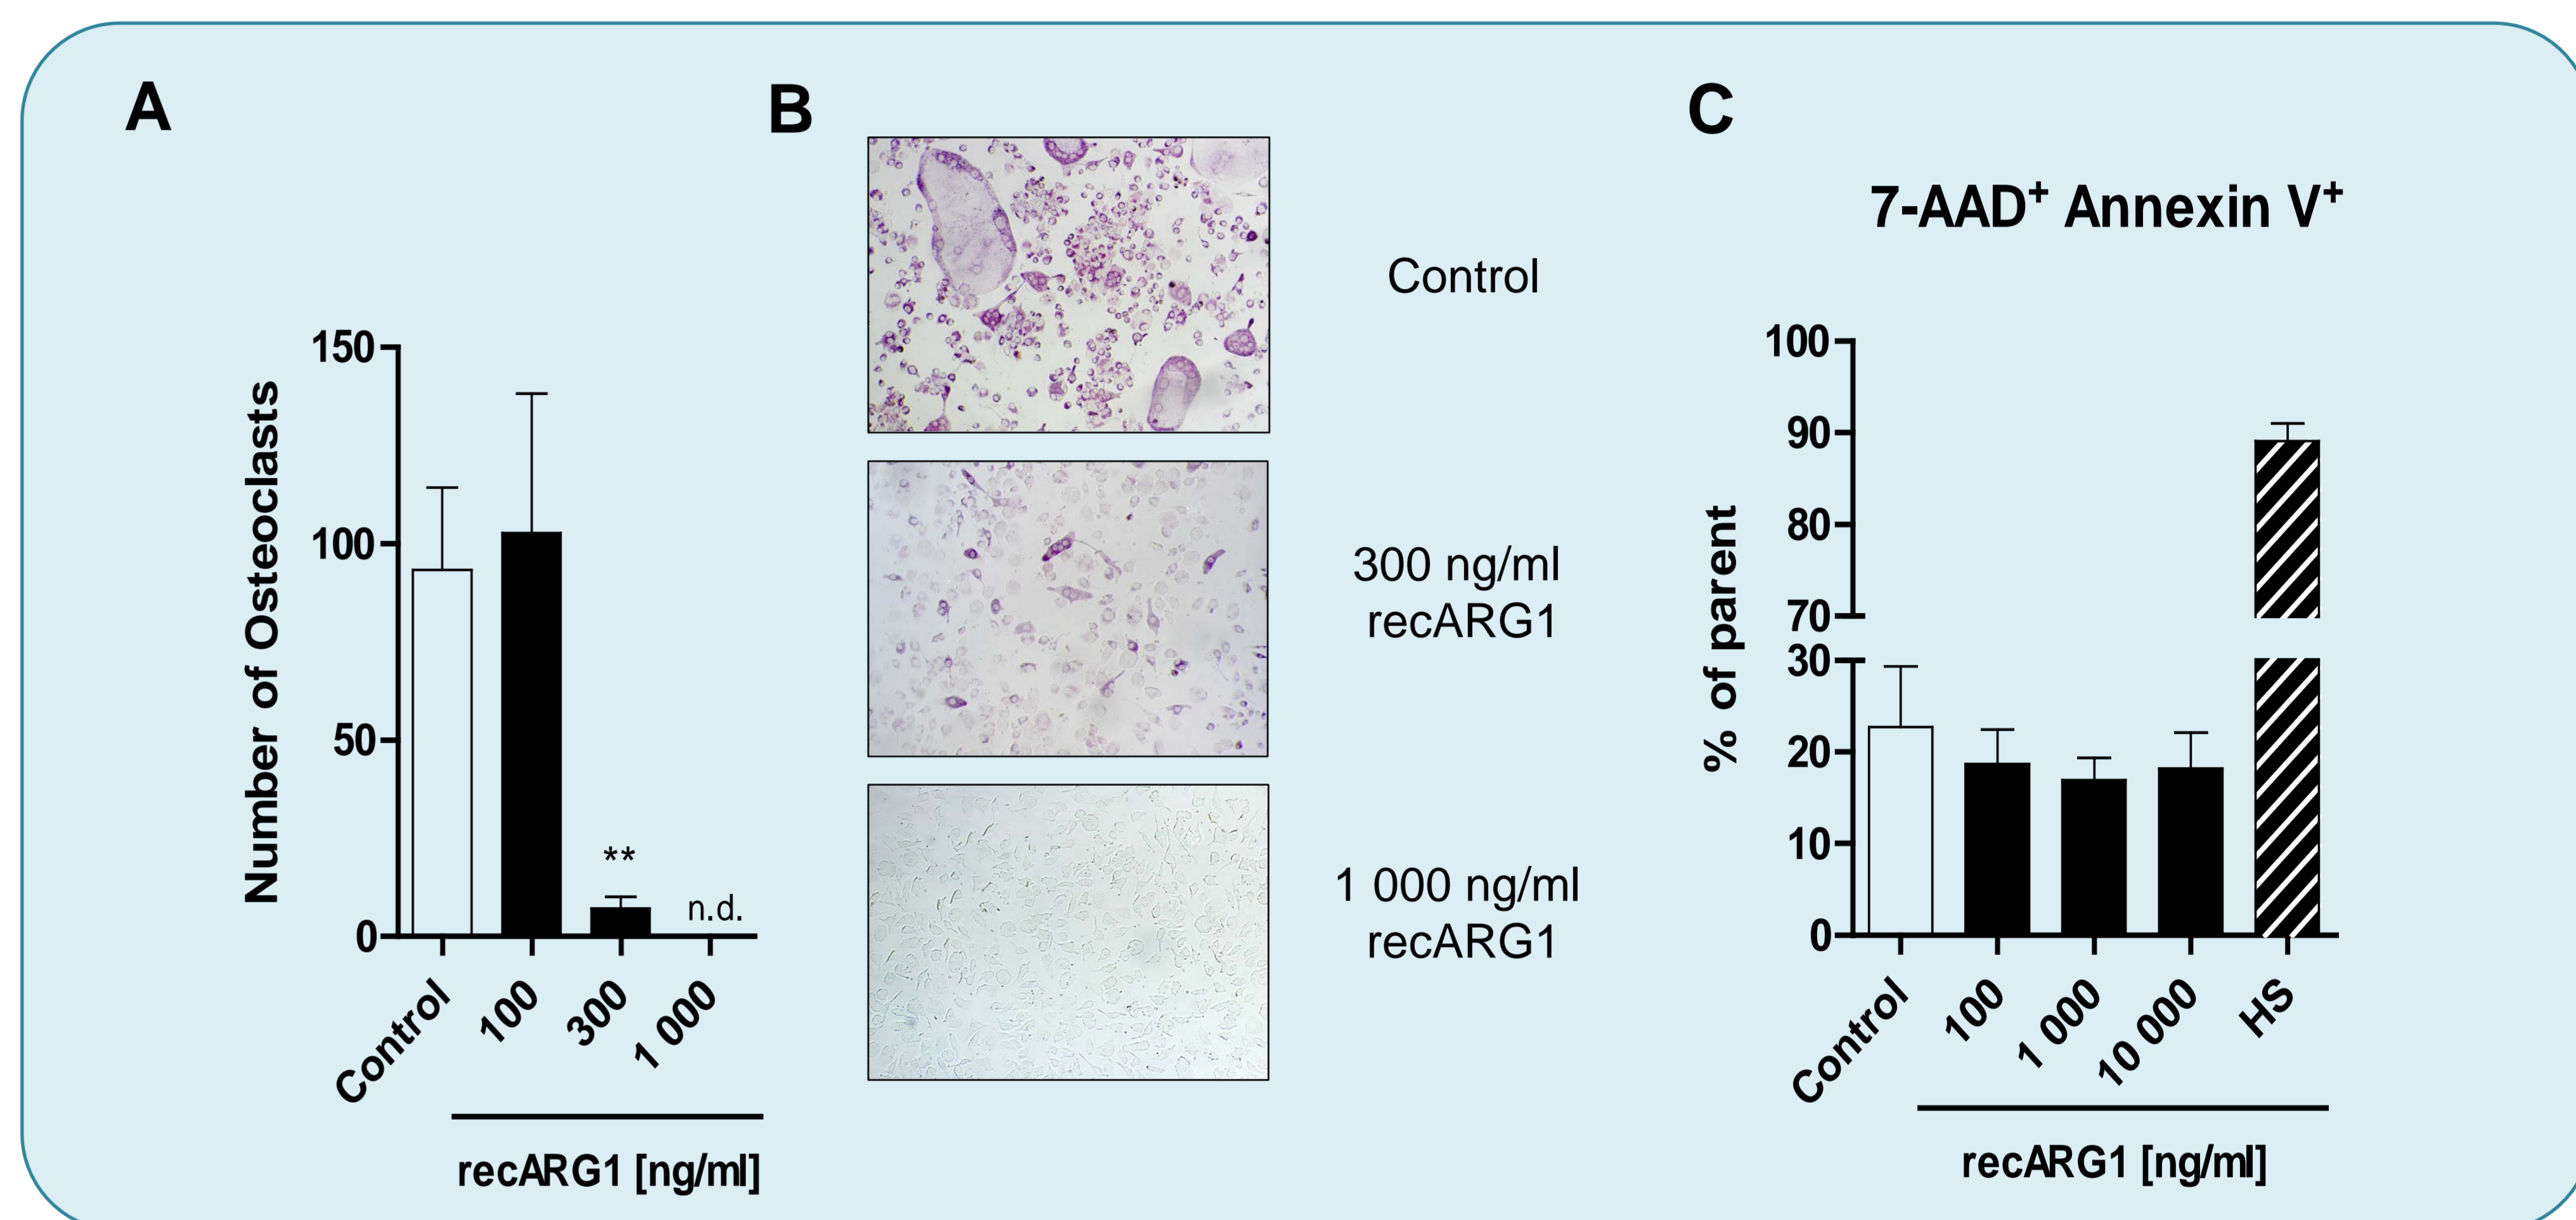 A
Number of Osteoclasts
150
100
50
0
**
n.d.
Control
100
300
1 000
recARG1 [ng/ml]
B
Control
300 ng/ml
recARG1
1 000 ng/ml
recARG1
C
7-AAD⁺ Annexin V⁺
% of parent
100
90
80
70
30
20
10
0
Control
100
1 000
10 000
HS
recARG1 [ng/ml]